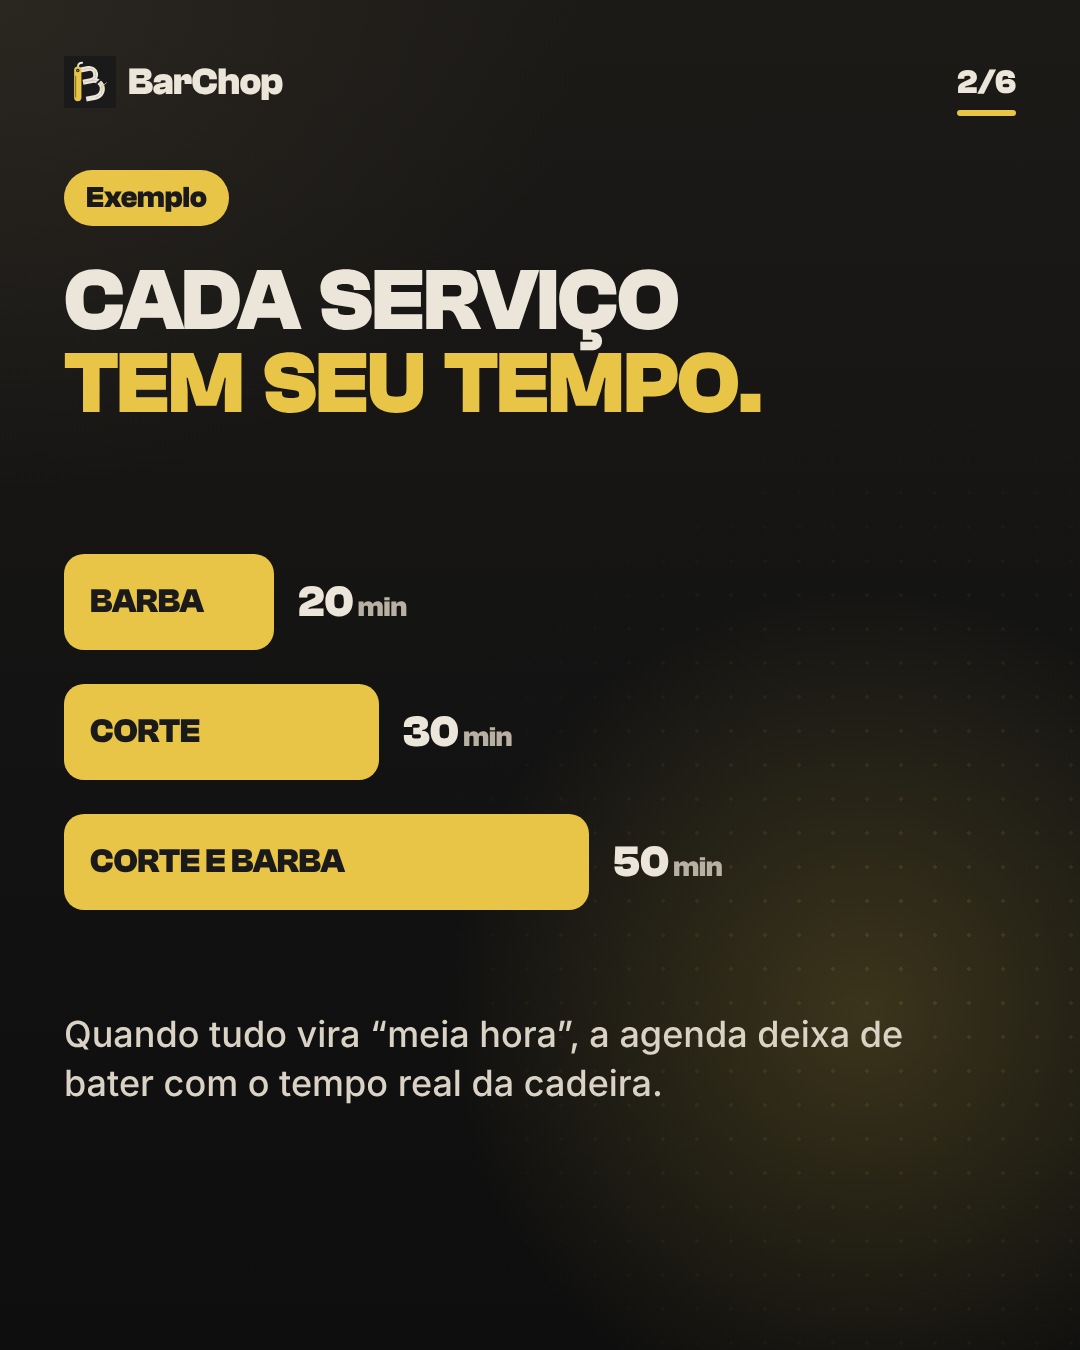 BarChop
2/6
Exemplo
CADA SERVIÇO
TEM SEU TEMPO.
BARBA
20 min
CORTE
30 min
CORTE E BARBA
50 min
Quando tudo vira “meia hora”, a agenda deixa de
bater com o tempo real da cadeira.